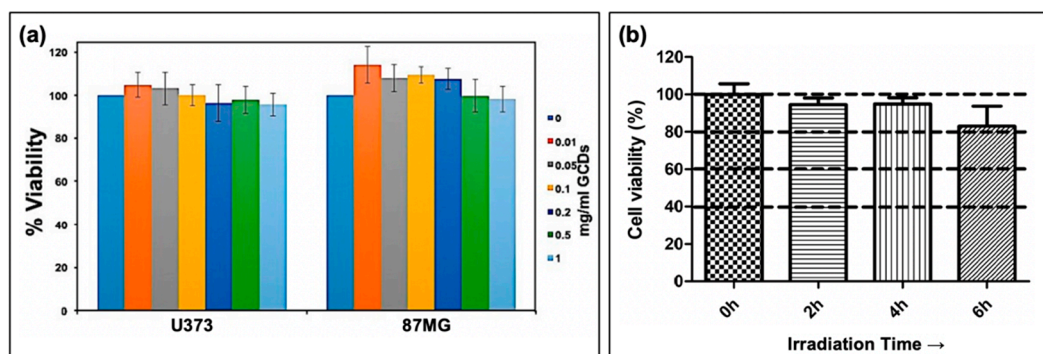 (a)
120
100
80
60
40
20
0
% Viability
U373
87MG
0
0.01
0.05
0.1
0.2
0.5
1
mg/ml GCDs
(b)
120
100
80
60
40
20
0
Cell viability (%)
0h
2h
4h
6h
Irradiation Time →